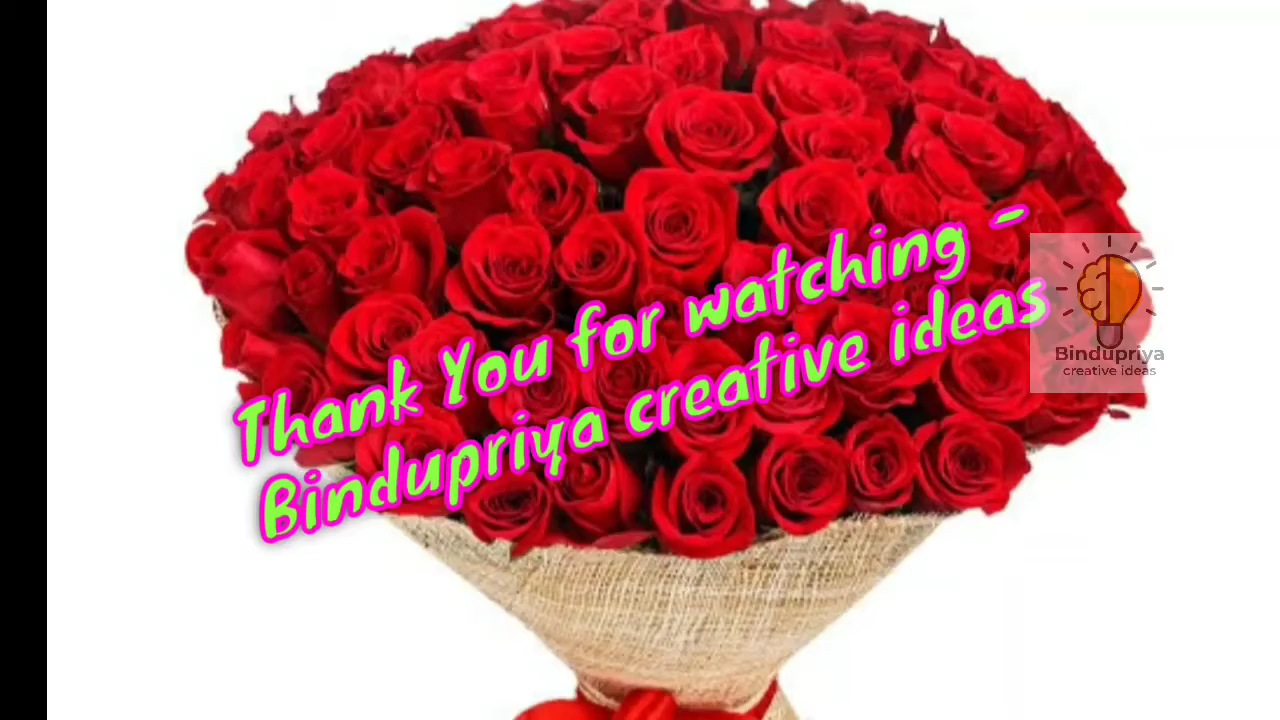 Thank You for watching -
Bindupriya creative ideas
Bindupriya
creative ideas